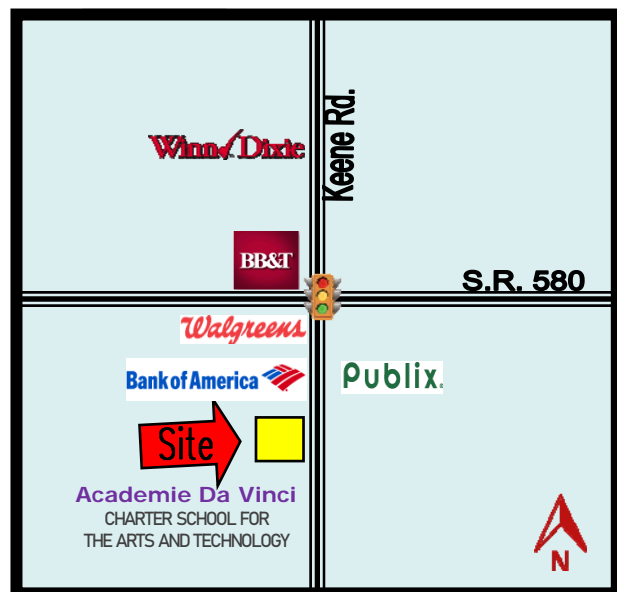 Keene Rd.
Winn Dixie
BB&T
S.R. 580
Walgreens
Bank of America
Publix
Site
Academie Da Vinci
CHARTER SCHOOL FOR
THE ARTS AND TECHNOLOGY
N